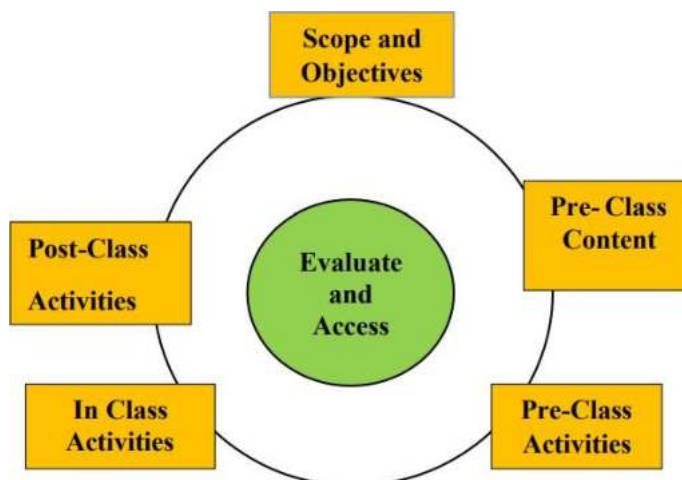 Scope and
Objectives
Pre- Class
Content
Pre-Class
Activities
In Class
Activities
Post-Class
Activities
Evaluate
and
Access